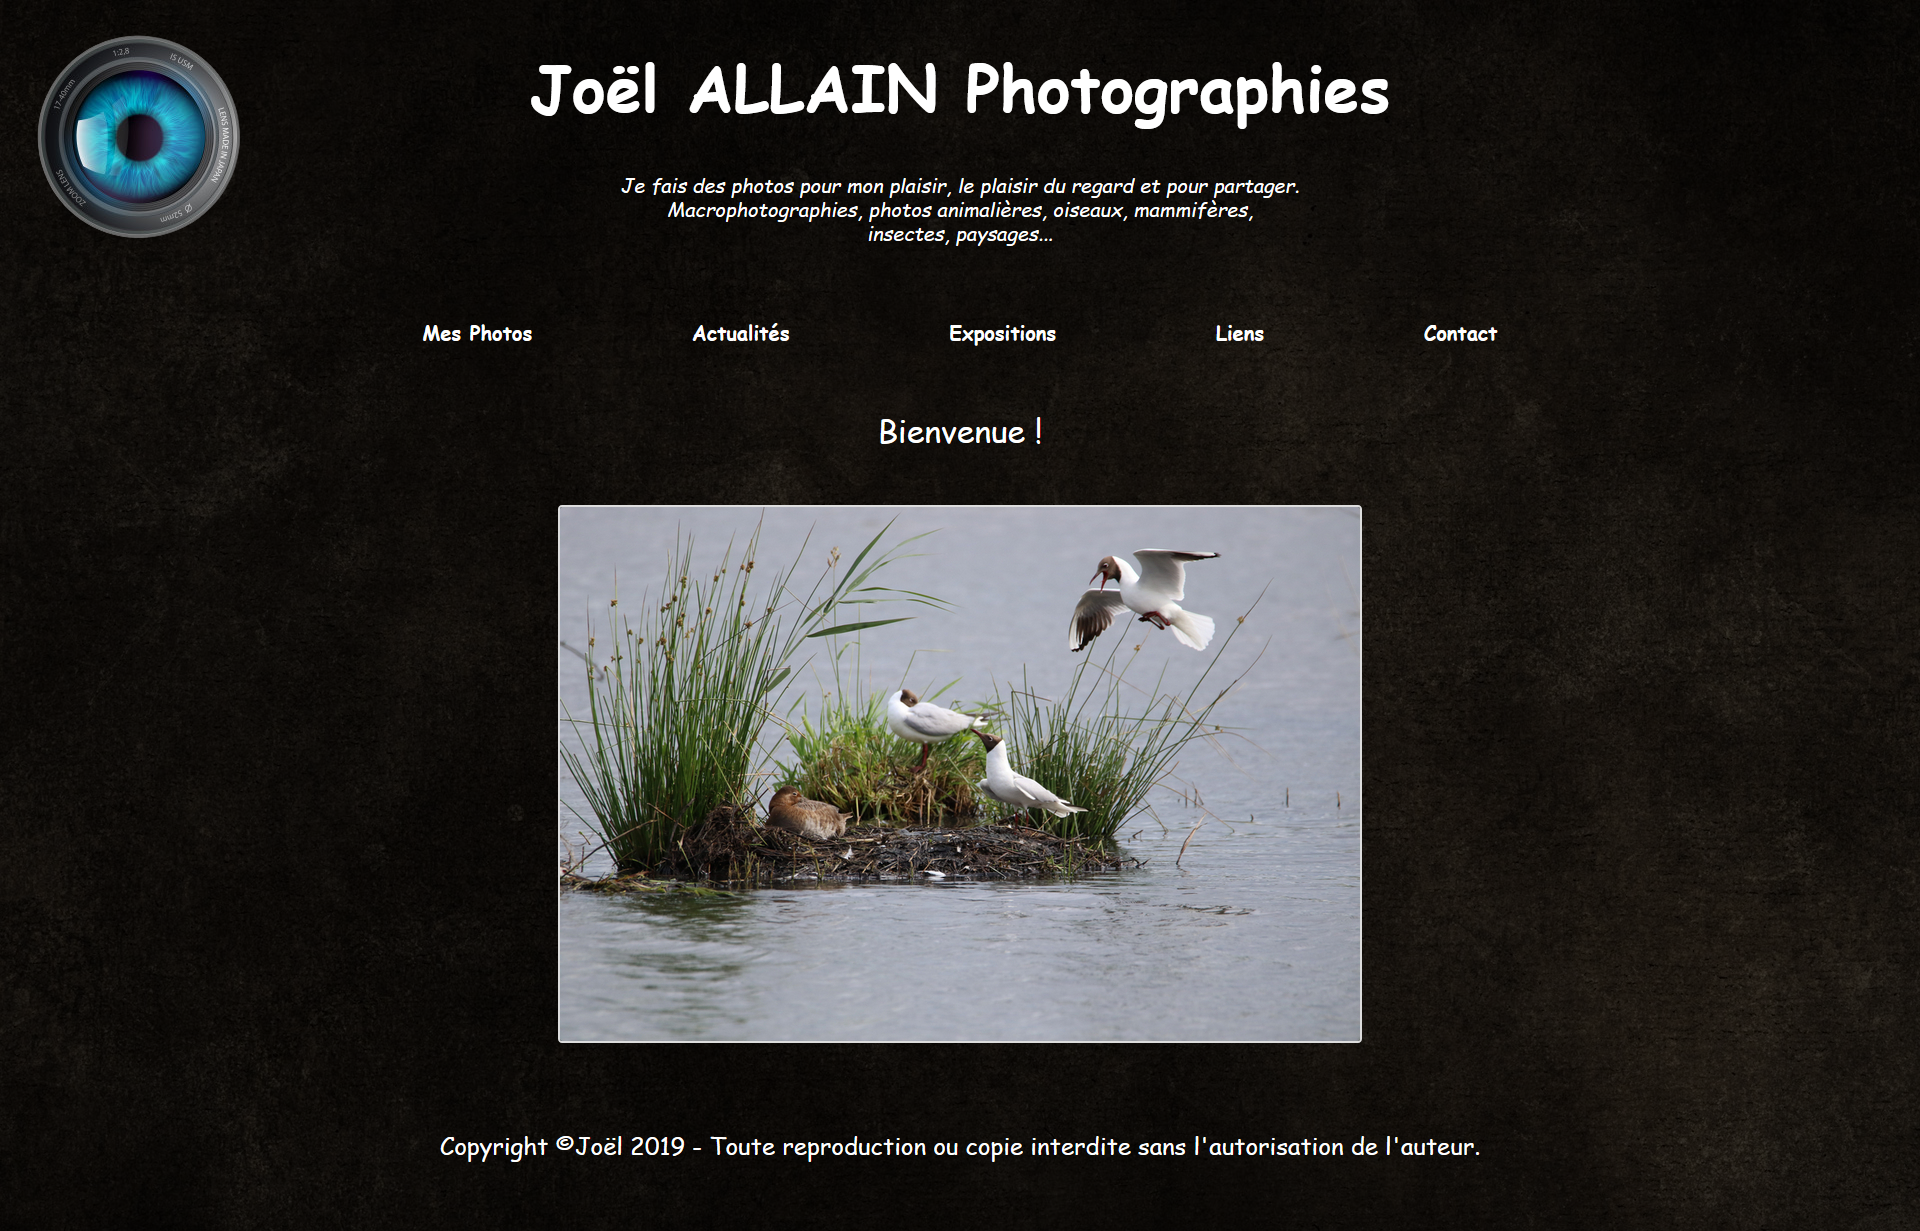 1:2,8
IS USM
17-40mm
LENS MADE IN JAPAN
ZOOM LENS
Ø 52mm
Joël ALLAIN Photographies
Je fais des photos pour mon plaisir, le plaisir du regard et pour partager.
Macrophotographies, photos animalières, oiseaux, mammifères,
insectes, paysages...
Mes Photos
Actualités
Expositions
Liens
Contact
Bienvenue !
Copyright ©Joël 2019 - Toute reproduction ou copie interdite sans l'autorisation de l'auteur.